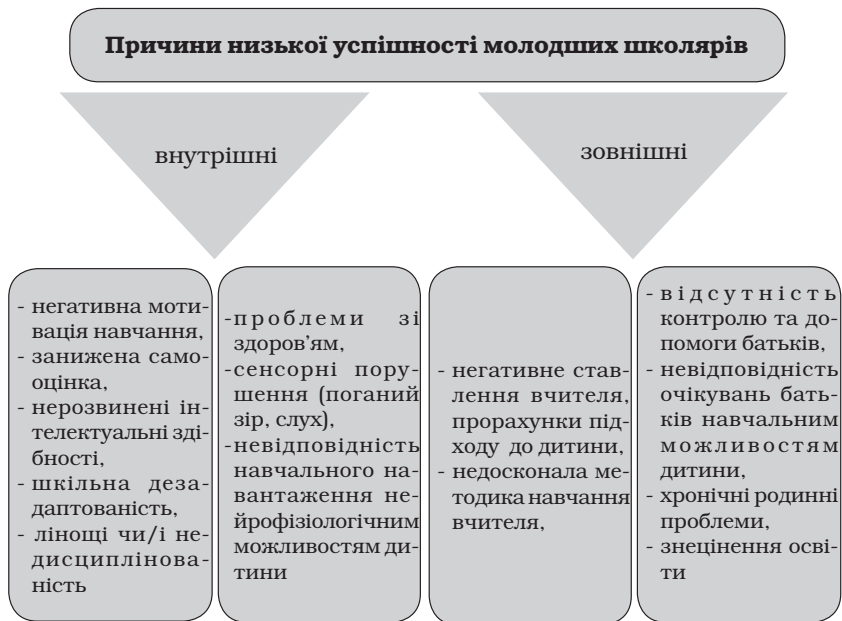 Причини низької успішності молодших школярів
внутрішні
зовнішні
- негативна моти-
вація навчання,
- занижена само-
оцінка,
- нерозвинені ін-
телектуальні зді-
бності,
- шкільна деза-
даптованість,
- лінощі чи/і не-
дисциплінова-
ність
-проблеми зі
здоров'ям,
-сенсорні пору-
шення (поганий
зір, слух),
-невідповідність
навчального на-
вантаження не-
йрофізіологічним
можливостям ди-
тини
- негативне став-
лення вчителя,
прорахунки під"
ходу до дитини,
- недосконала ме-
тодика навчання
вчителя,
- відсутність
контролю та до-
помоги батьків,
- невідповідність
очікувань бать-
ків навчальним
можливостям
дитини,
- хронічні родинні
проблеми,
- знецінення осві-
ти